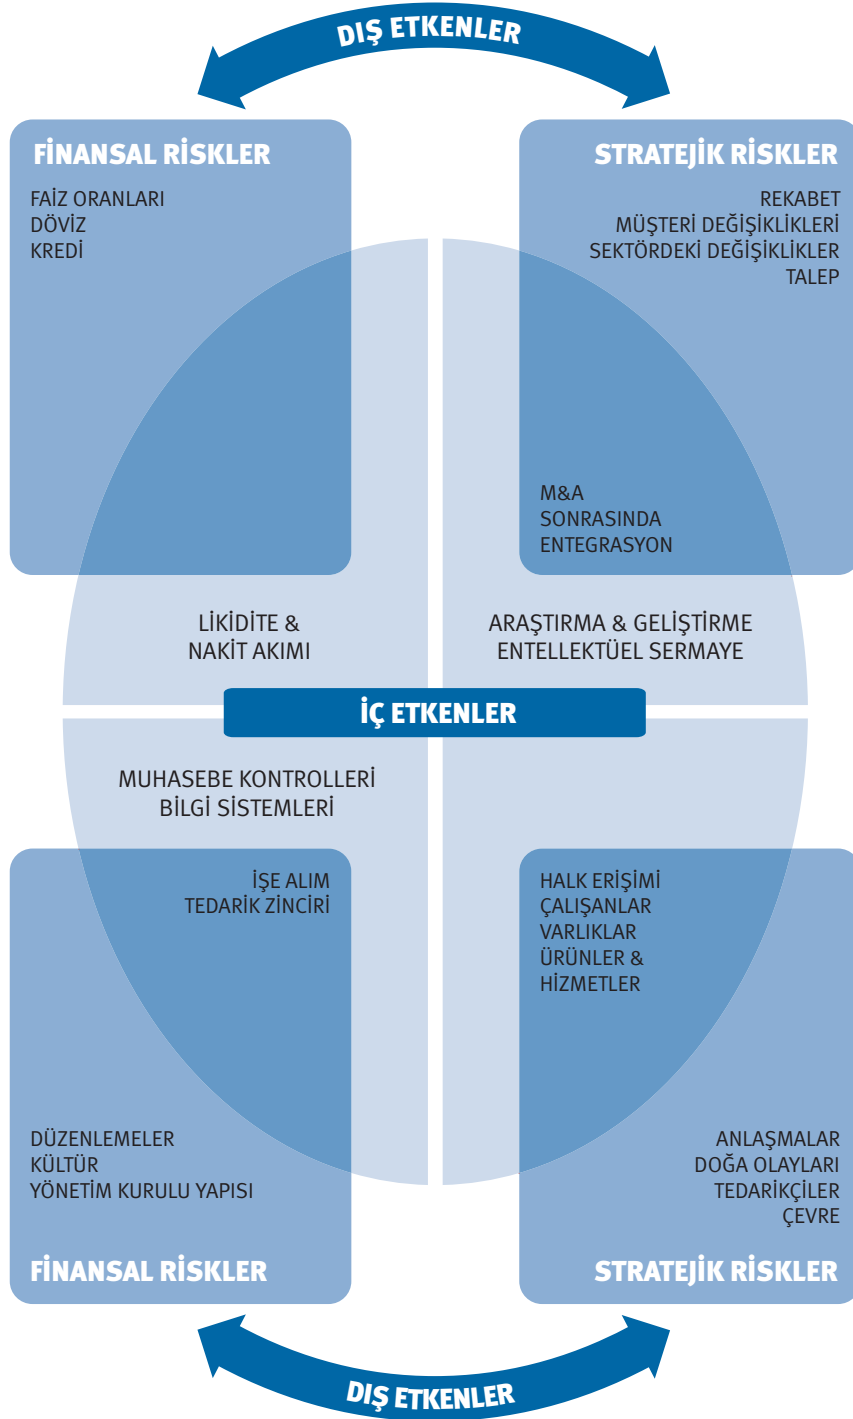 DIŞ ETKENLER
FİNANSAL RİSKLER
FAİZ ORANLARI
DÖVİZ
KREDİ
STRATEJİK RİSKLER
REKABET
MÜŞTERİ DEĞİŞİKLİKLERİ
SEKTÖRDEKİ DEĞİŞİKLİKLER
TALEP
M&A
SONRASINDA
ENTEGRASYON
LİKİDİTE &
NAKİT AKIMI
ARAŞTIRMA & GELİŞTİRME
ENTELLEKTÜEL SERMAYE
İÇ ETKENLER
MUHASEBE KONTROLLERİ
BİLGİ SİSTEMLERİ
İŞE ALIM
TEDARİK ZİNCİRİ
HALK ERİŞİMİ
ÇALIŞANLAR
VARLIKLAR
ÜRÜNLER &
HİZMETLER
DÜZENLEMELER
KÜLTÜR
YÖNETİM KURULU YAPISI
FİNANSAL RİSKLER
ANLAŞMALAR
DOĞA OLAYLARI
TEDARİKÇİLER
ÇEVRE
STRATEJİK RİSKLER
DIŞ ETKENLER